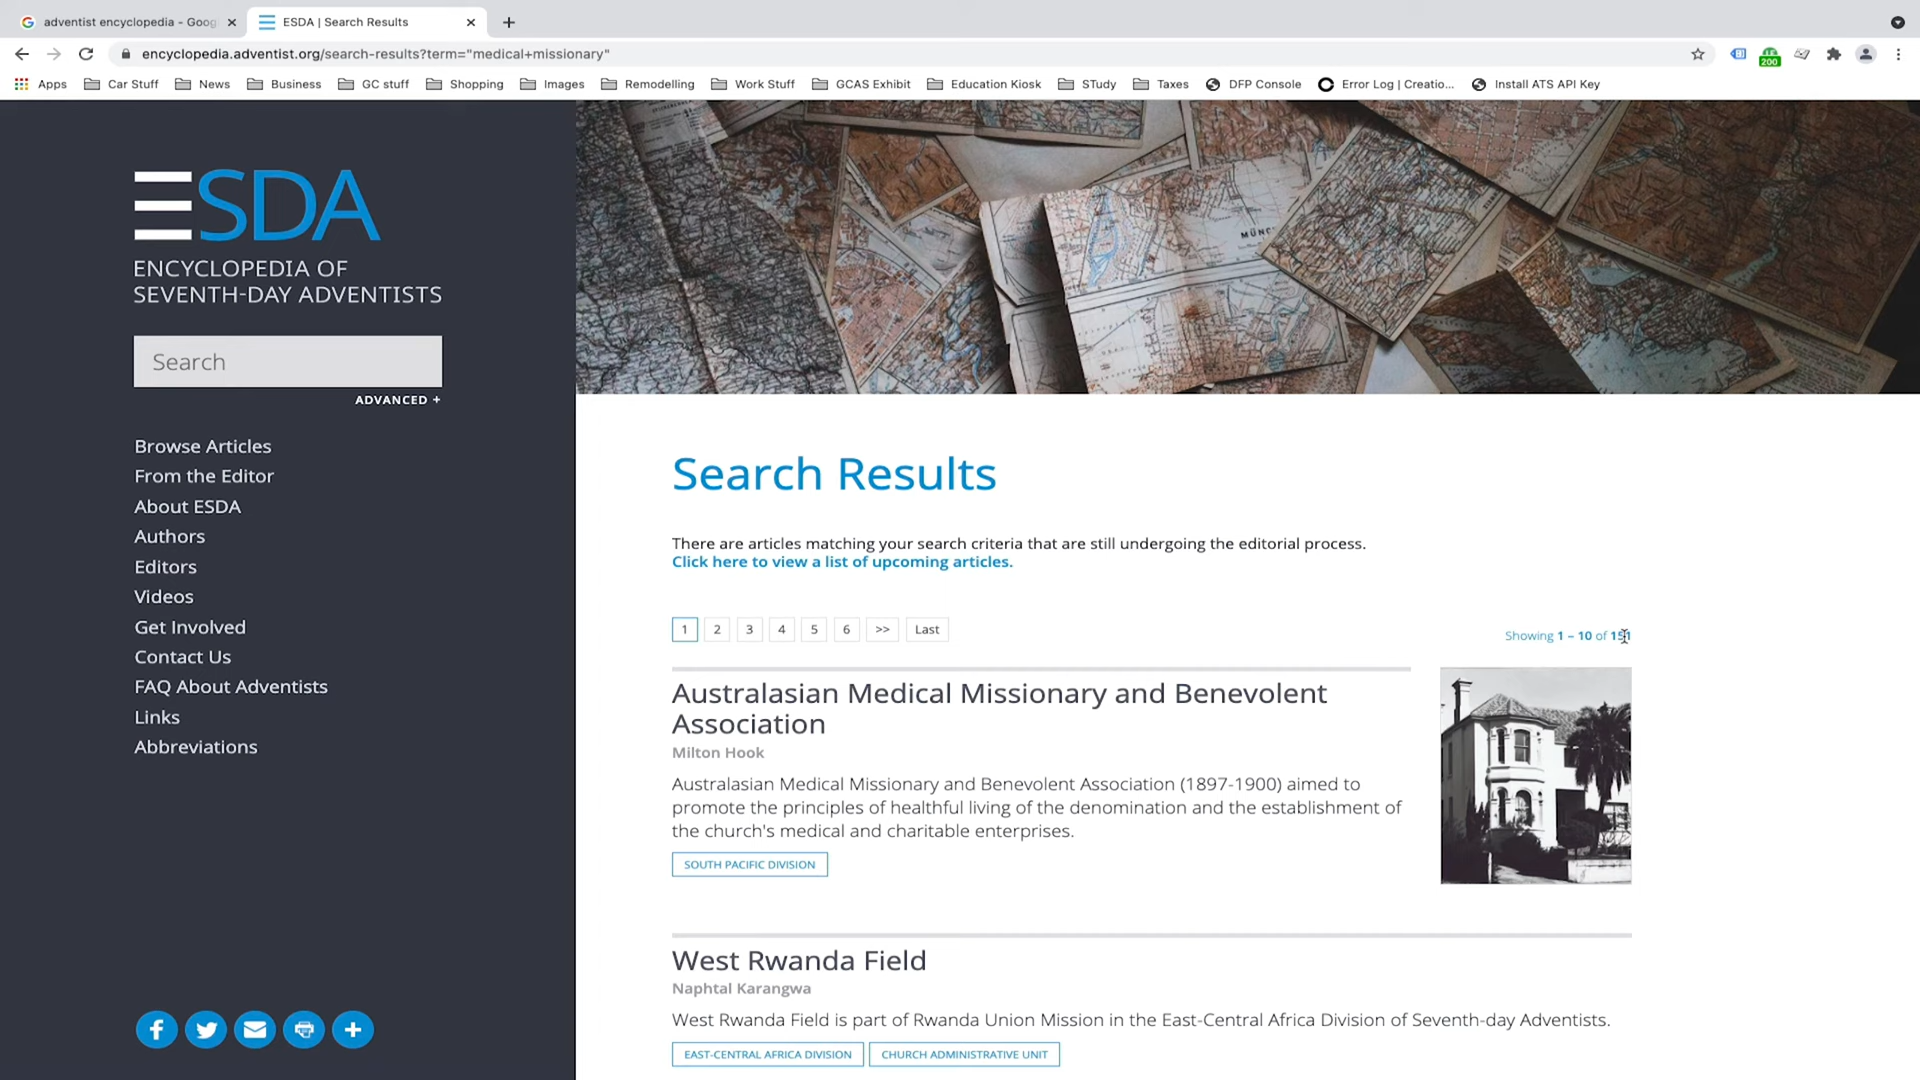 adventist encyclopedia - Goog
ESDA | Search Results
encyclopedia.adventist.org/search-results?term="medical+missionary"
200
Apps
Car Stuff
News
Business
GC stuff
Shopping
Images
Remodelling
Work Stuff
GCAS Exhibit
Education Kiosk
STudy
Taxes
DFP Console
Error Log | Creatio...
Install ATS API Key
ESDA
ENCYCLOPEDIA OF
SEVENTH-DAY ADVENTISTS
Search
ADVANCED +
Browse Articles
From the Editor
About ESDA
Authors
Editors
Videos
Get Involved
Contact Us
FAQ About Adventists
Links
Abbreviations
Search Results
There are articles matching your search criteria that are still undergoing the editorial process.
Click here to view a list of upcoming articles.
1 2 3 4 5 6 >> Last
Showing 1 – 10 of
Australasian Medical Missionary and Benevolent
Association
Milton Hook
Australasian Medical Missionary and Benevolent Association (1897-1900) aimed to
promote the principles of healthful living of the denomination and the establishment of
the church's medical and charitable enterprises.
SOUTH PACIFIC DIVISION
West Rwanda Field
Naphtal Karangwa
West Rwanda Field is part of Rwanda Union Mission in the East-Central Africa Division of Seventh-day Adventists.
EAST-CENTRAL AFRICA DIVISION
CHURCH ADMINISTRATIVE UNIT